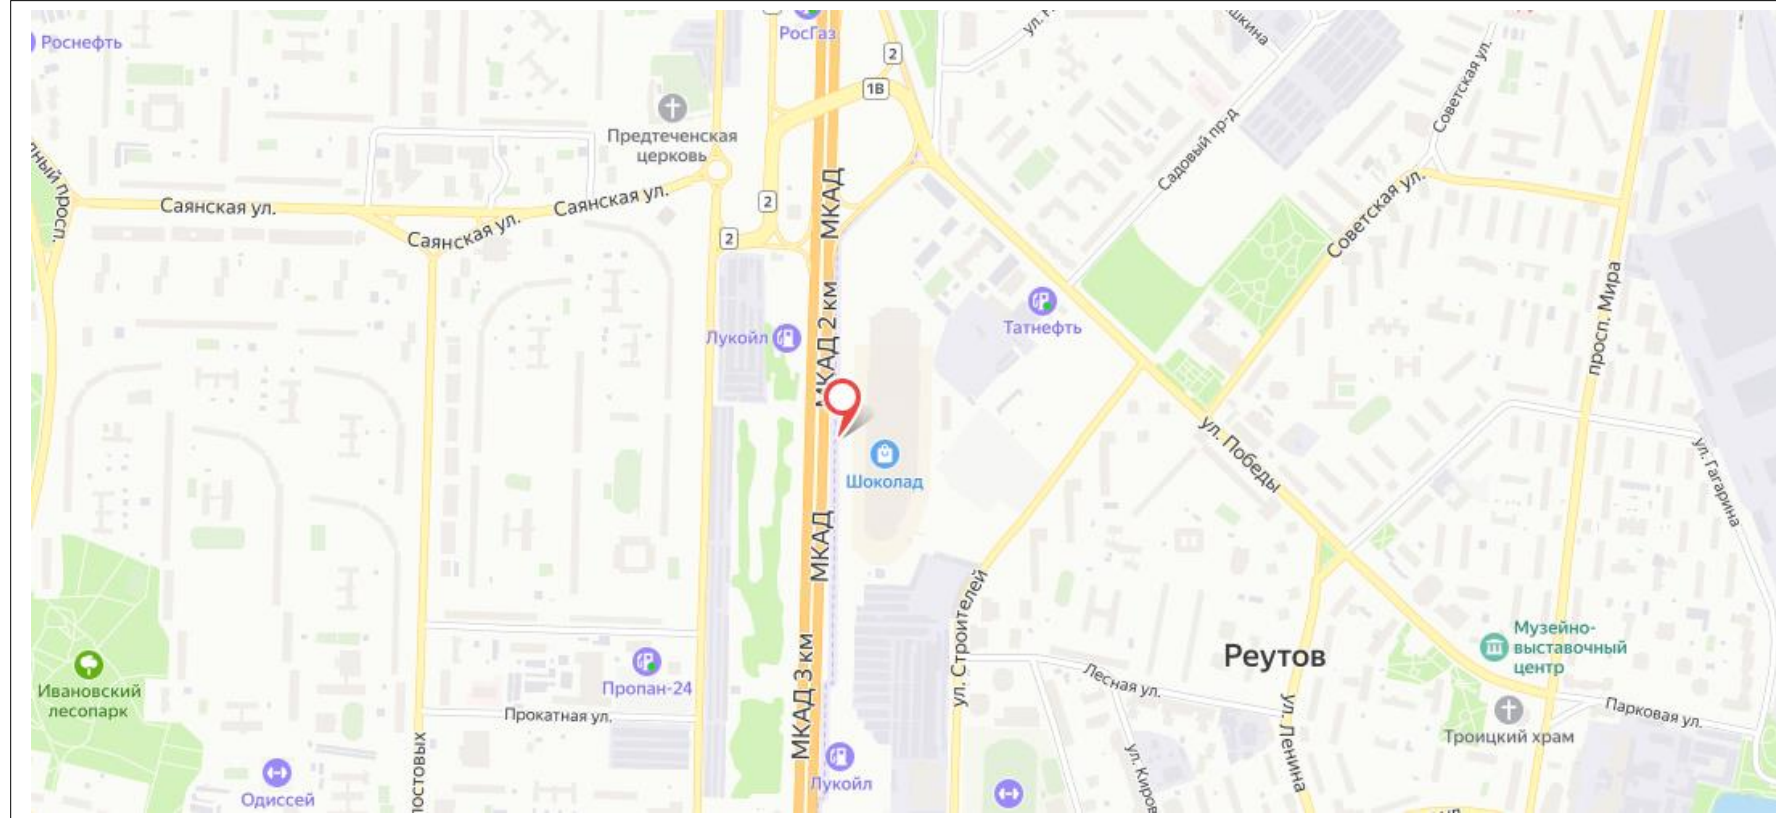 РосГаз
Роснефть
2
1В
Предтеченская
церковь
Саянская ул.
Саянская ул.
Саянская ул.
2
2
МКАД
МКАД 2 км
Лукойл
Татнефть
Садовый пр-д
Советская ул.
Советская ул.
просп. Мира
ул. Победы
ул. Гагарина
Шоколад
МКАД
ул. Строителей
МКАД 3 км
Реутов
Музейно-
выставочный
центр
Ивановский
лесопарк
Пропан-24
Прокатная ул.
Лесная ул.
ул. Ленина
Троицкий храм
Парковая ул.
Одиссей
Лукойл